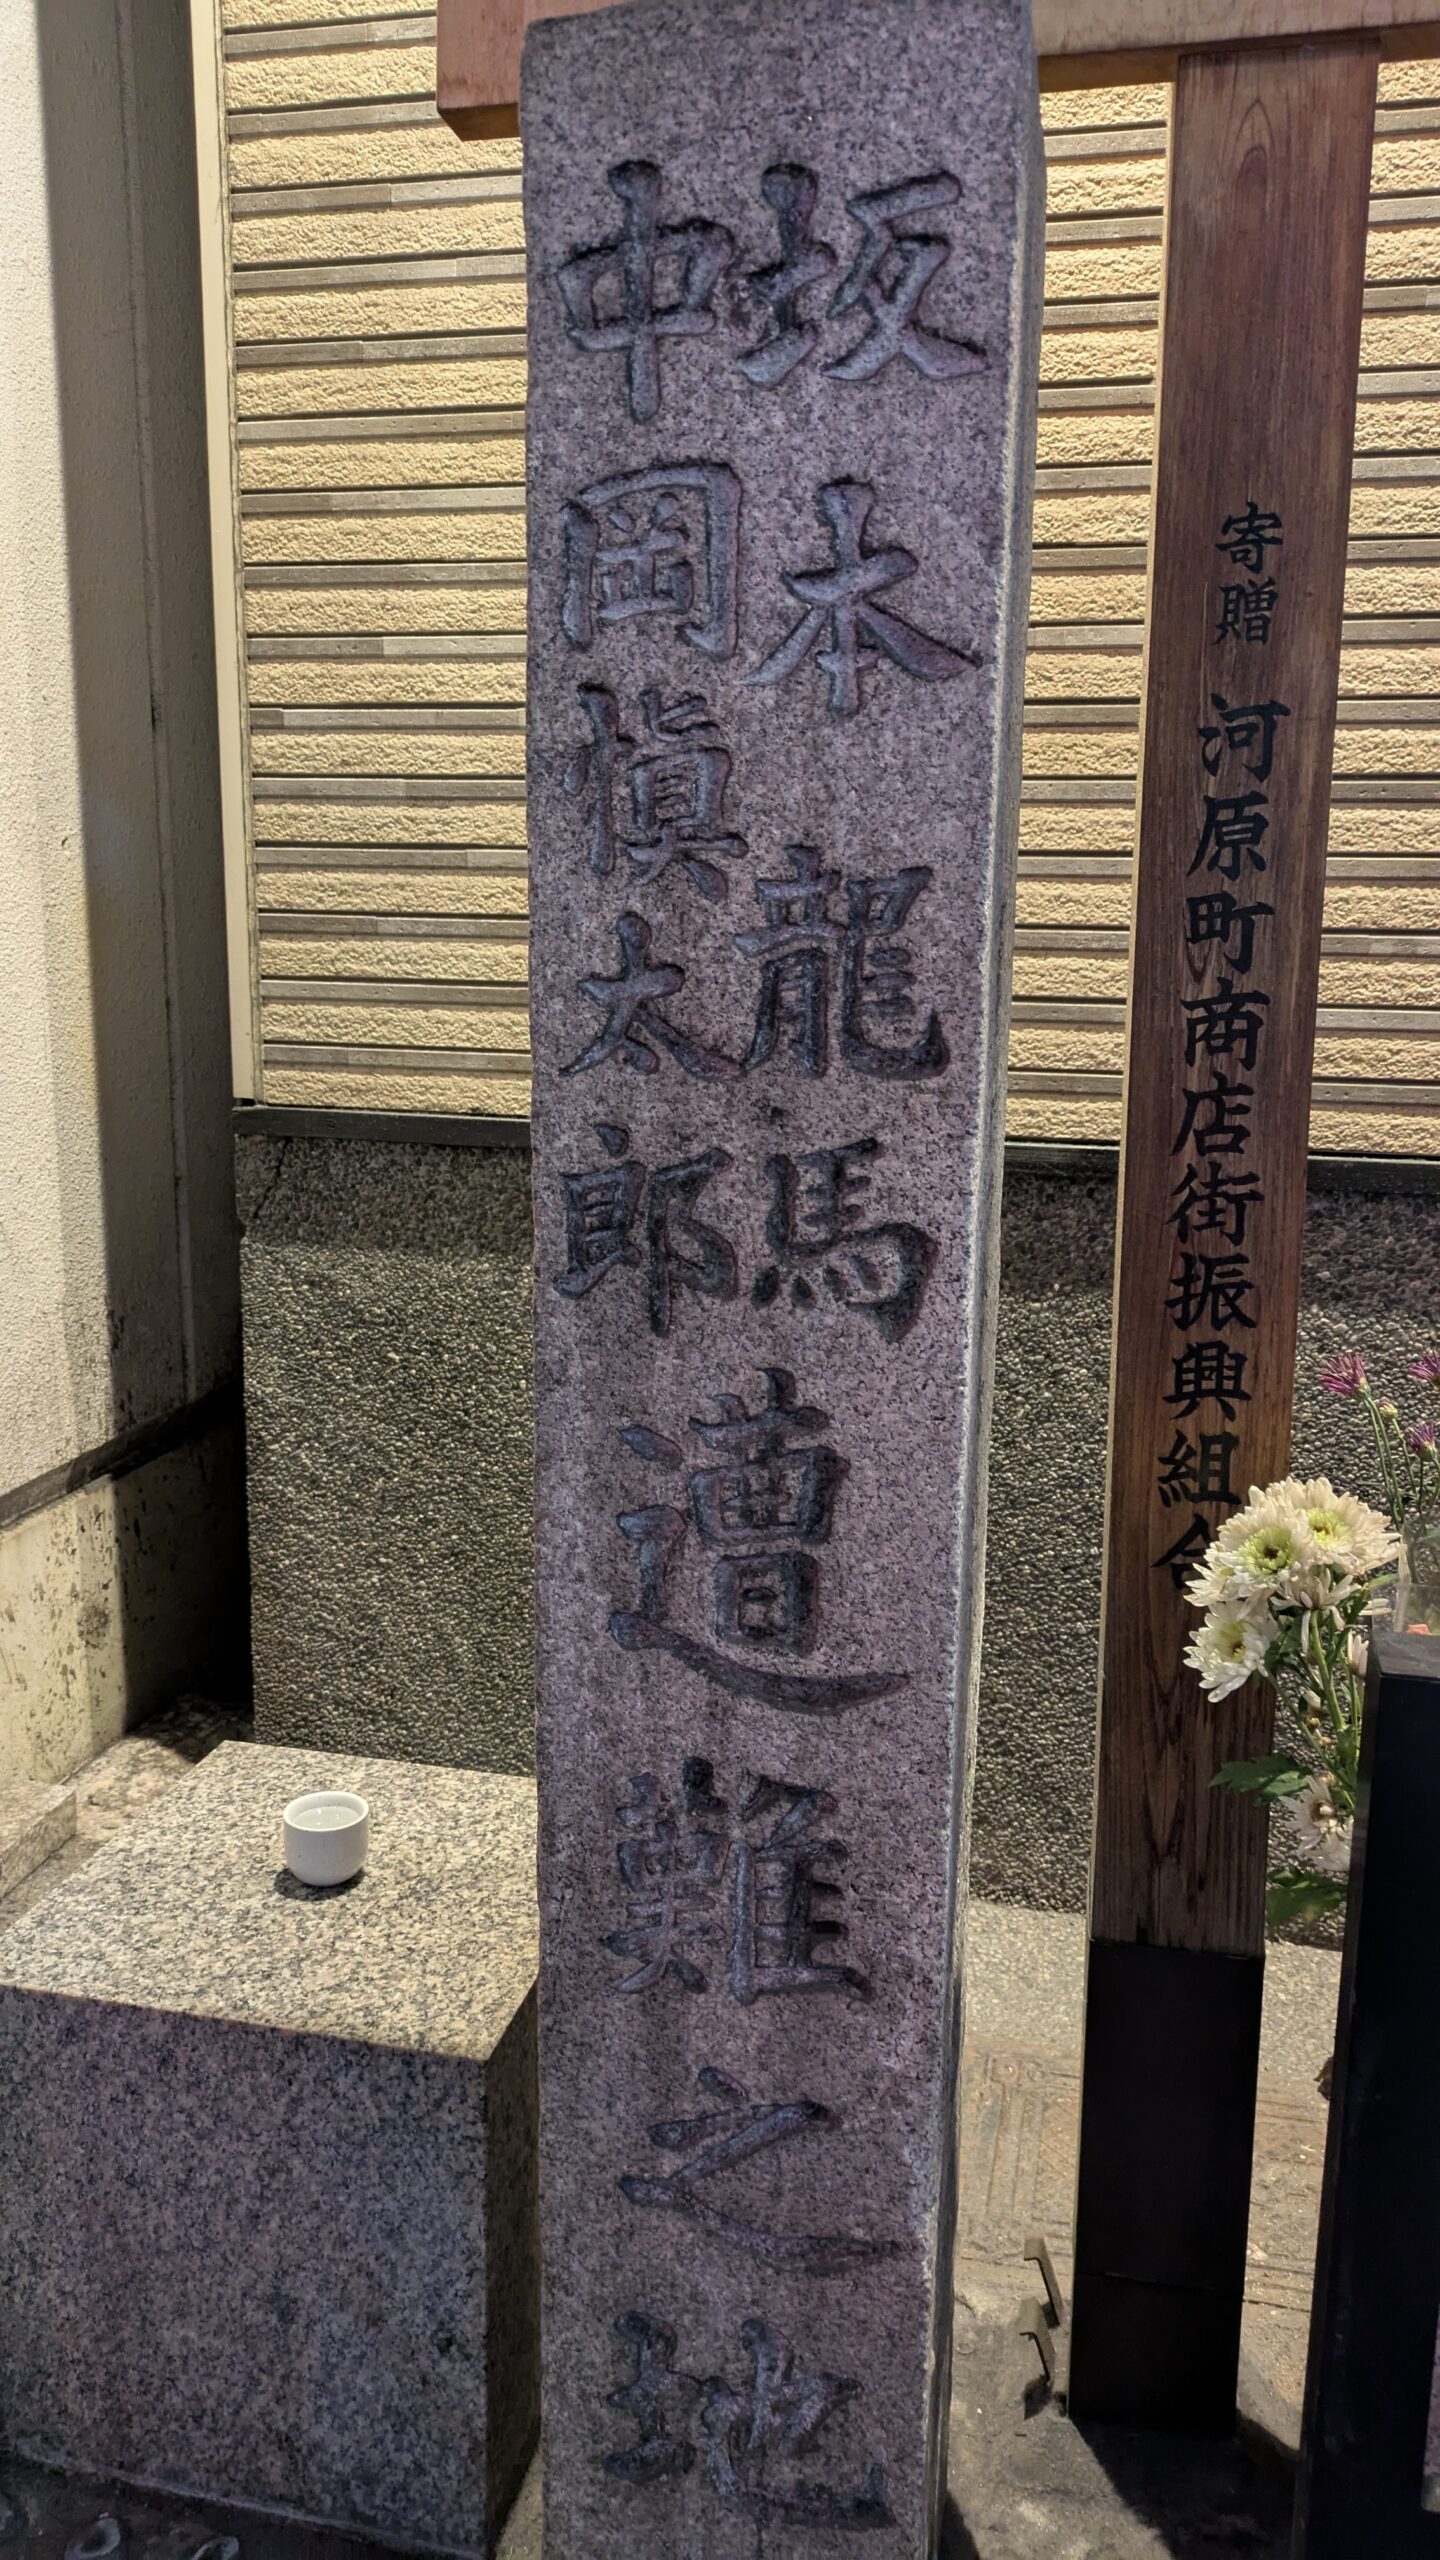 寄贈 河原町商店街振興組合
坂本龍馬
中岡慎太郎
遭難之地